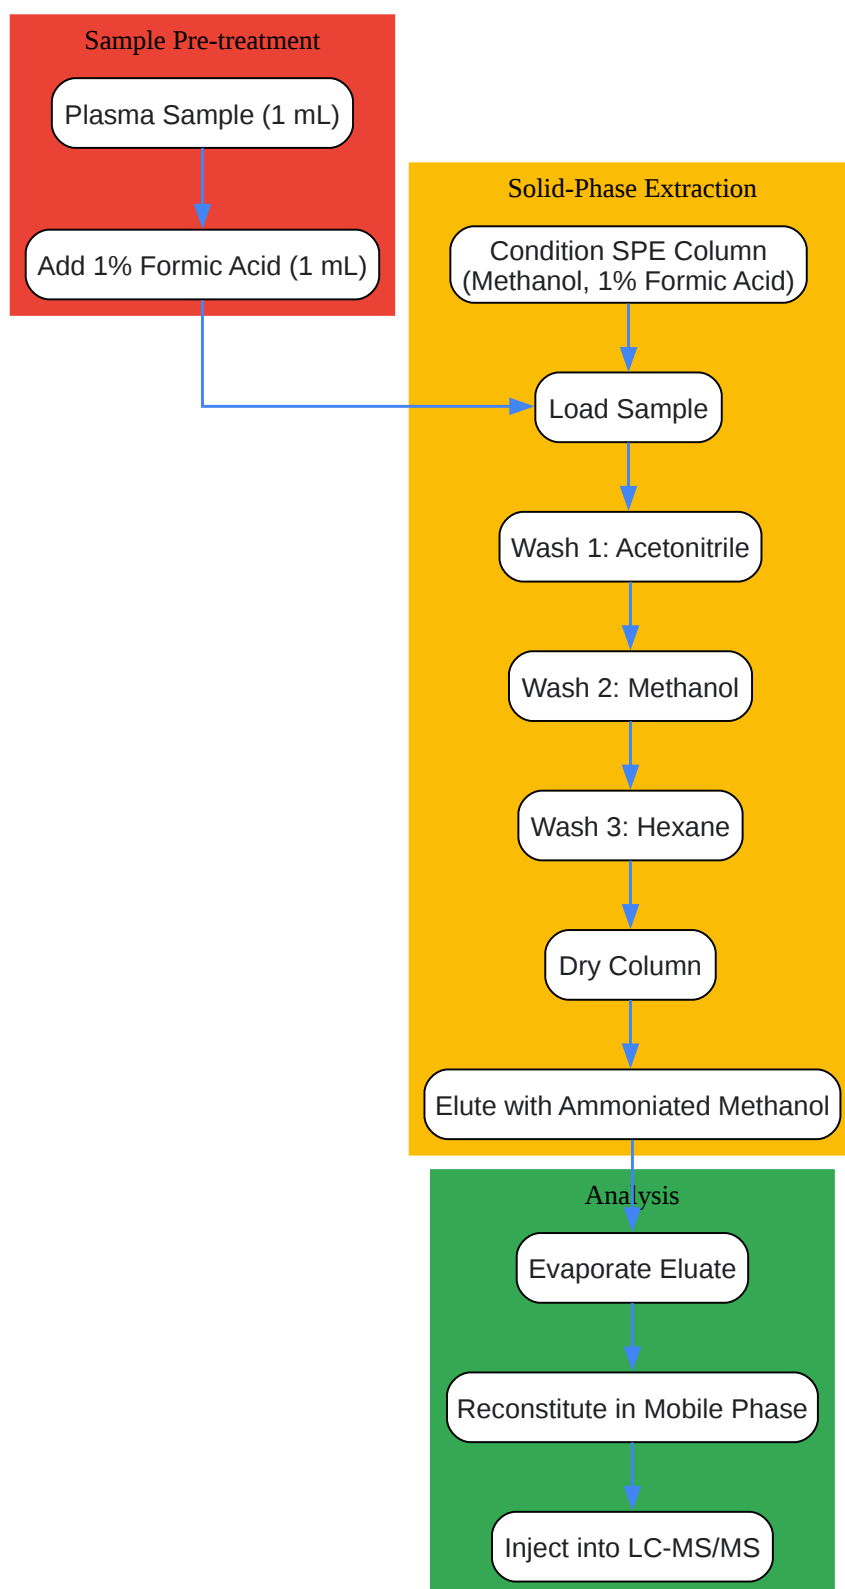 Sample Pre-treatment
Plasma Sample (1 mL)
Add 1% Formic Acid (1 mL)
Solid-Phase Extraction
Condition SPE Column
(Methanol, 1% Formic Acid)
Load Sample
Wash 1: Acetonitrile
Wash 2: Methanol
Wash 3: Hexane
Dry Column
Elute with Ammoniated Methanol
Analysis
Evaporate Eluate
Reconstitute in Mobile Phase
Inject into LC-MS/MS